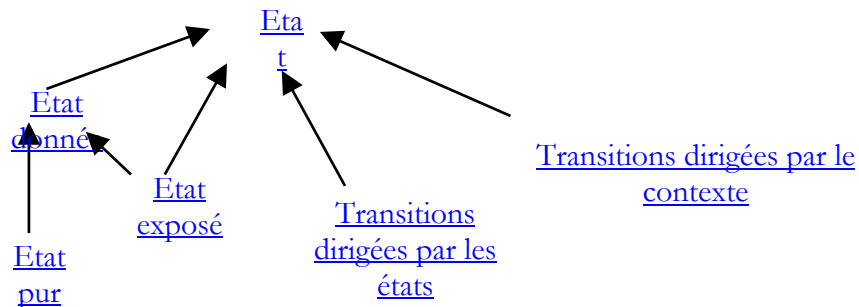 Eta
t
Etat
donné
Transitions dirigées par le
contexte
Etat
exposé
Transitions
dirigées par les
états
Etat
pur